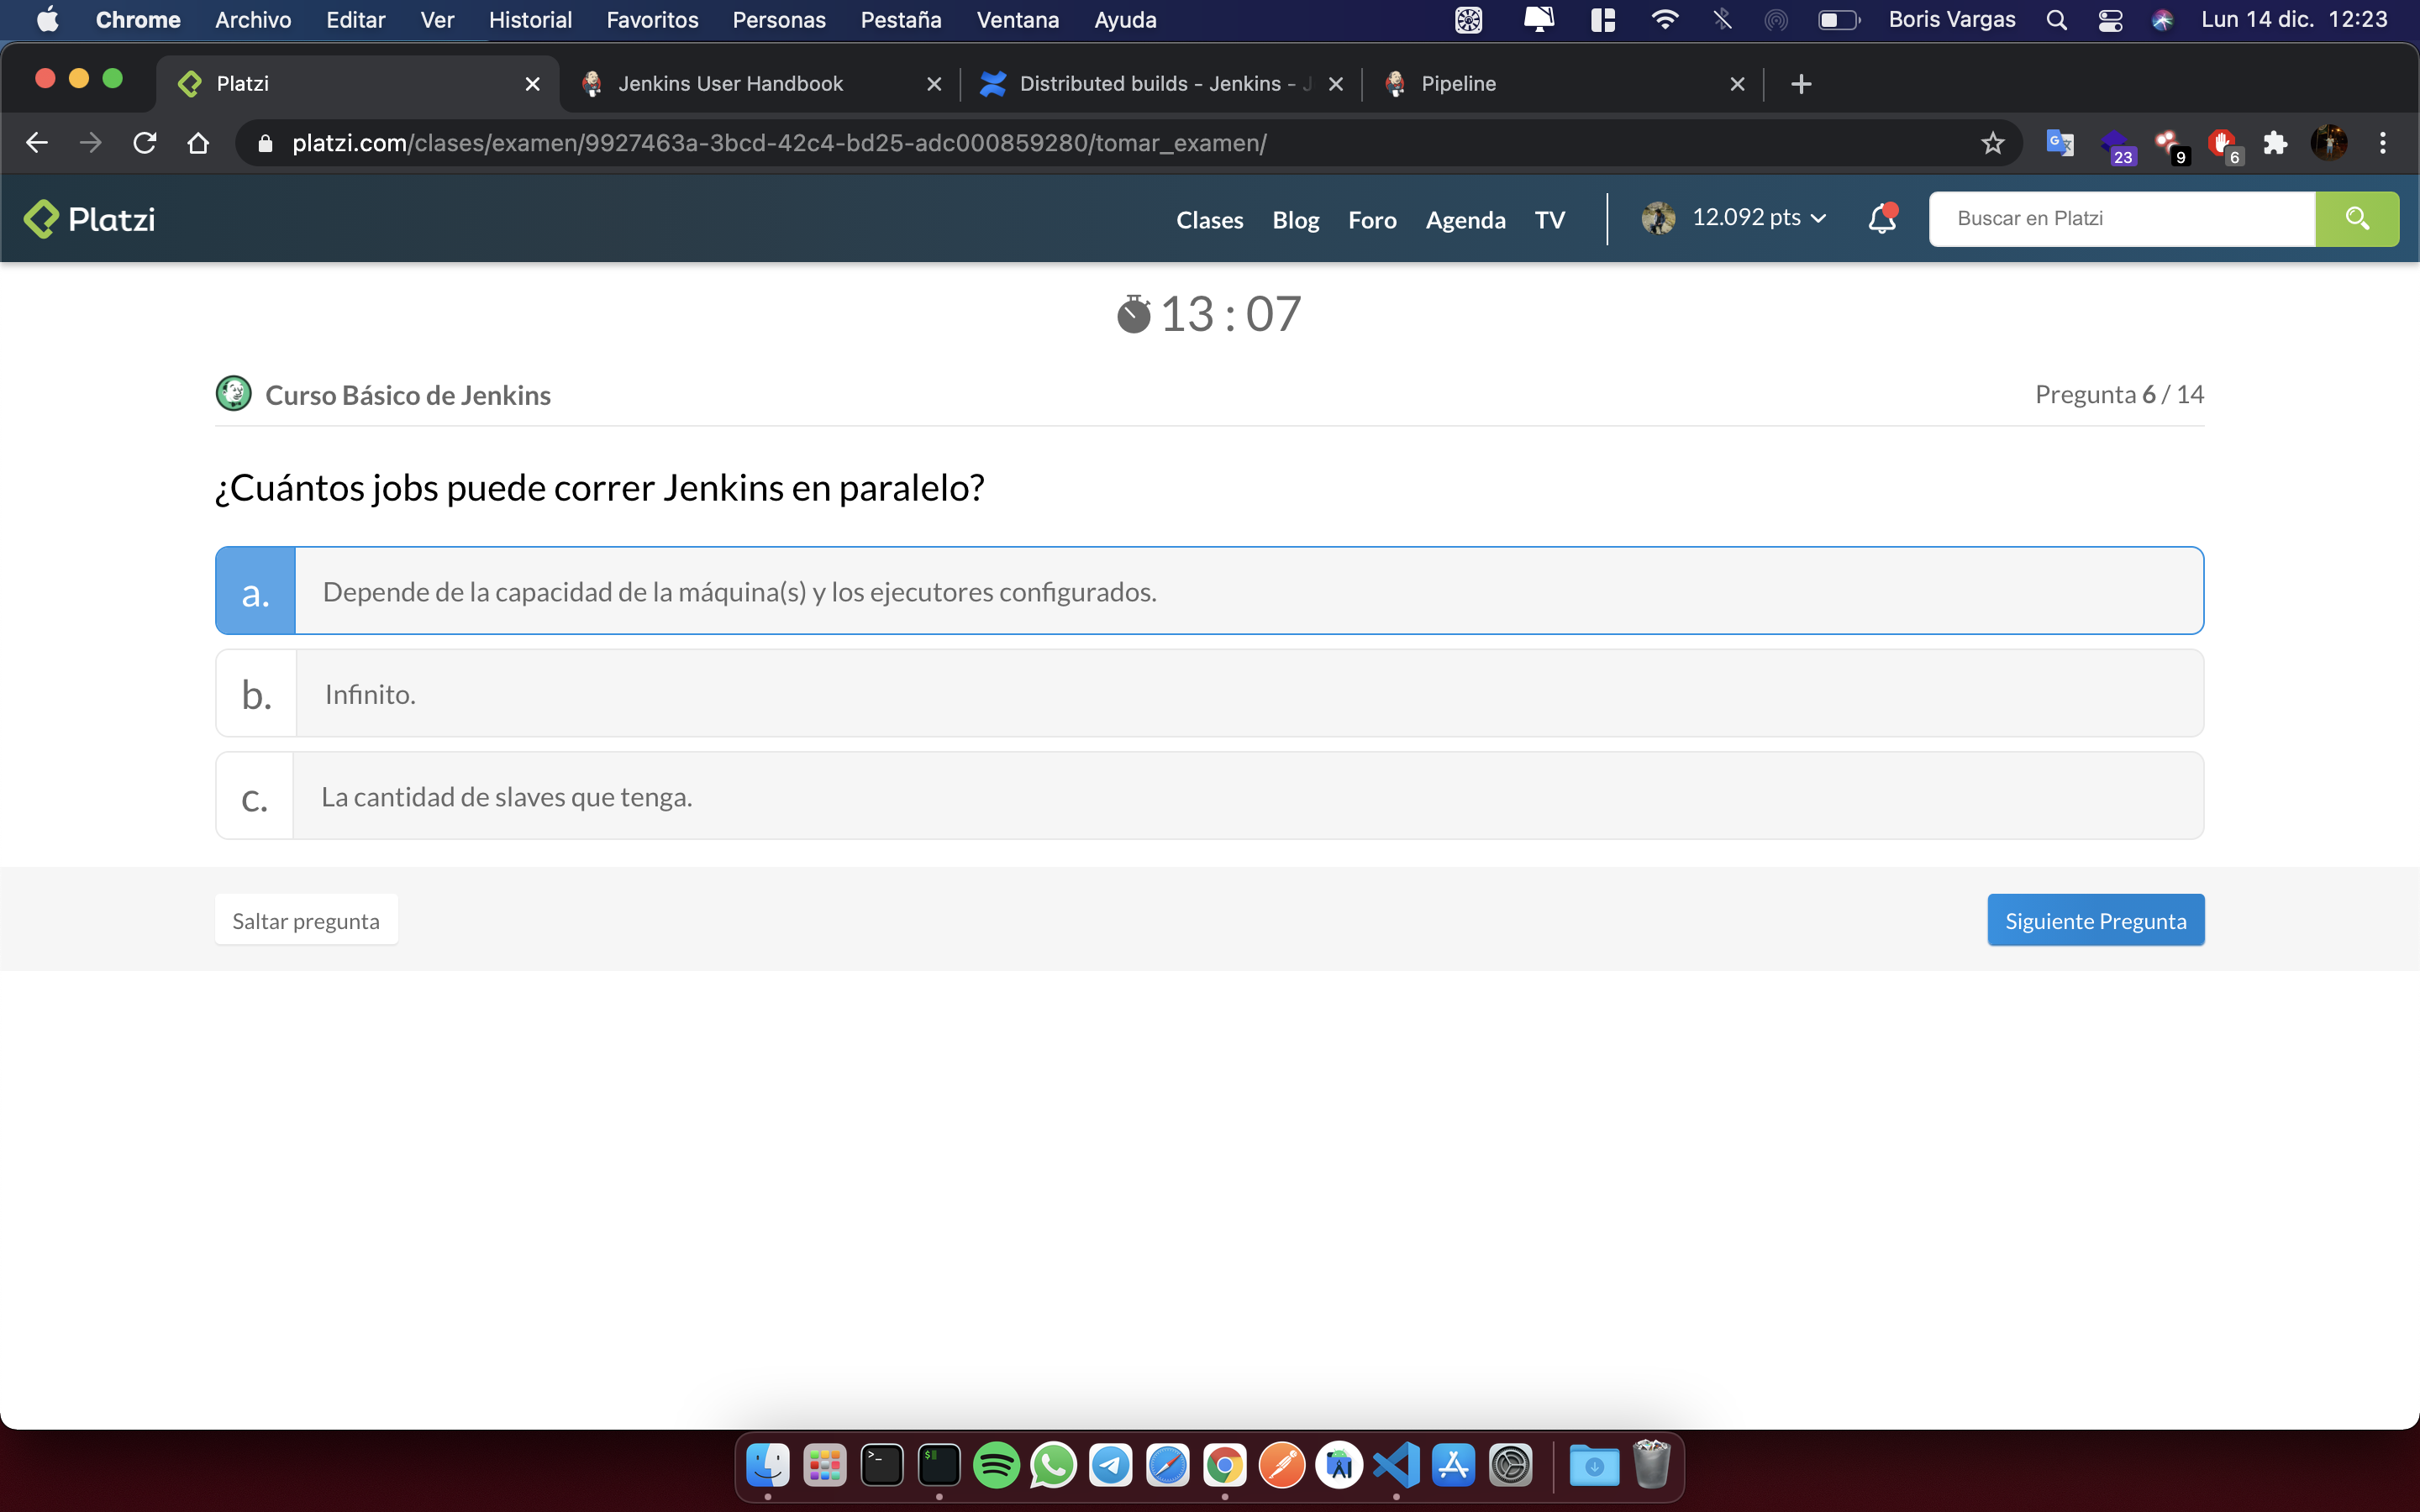 Chrome Archivo Editar Ver Historial Favoritos Personas Pestaña Ventana Ayuda Boris Vargas Lun 14 dic. 12:23
Platzi Jenkins User Handbook Distributed builds - Jenkins - J Pipeline
platzi.com/clases/examen/9927463a-3bcd-42c4-bd25-adc000859280/tomar_examen/ 23 9 6
Platzi Clases Blog Foro Agenda TV 12.092 pts Buscar en Platzi
13 : 07
Curso Básico de Jenkins Pregunta 6 / 14
¿Cuántos jobs puede correr Jenkins en paralelo?
a. Depende de la capacidad de la máquina(s) y los ejecutores configurados.
b. Infinito.
c. La cantidad de slaves que tenga.
Saltar pregunta Siguiente Pregunta